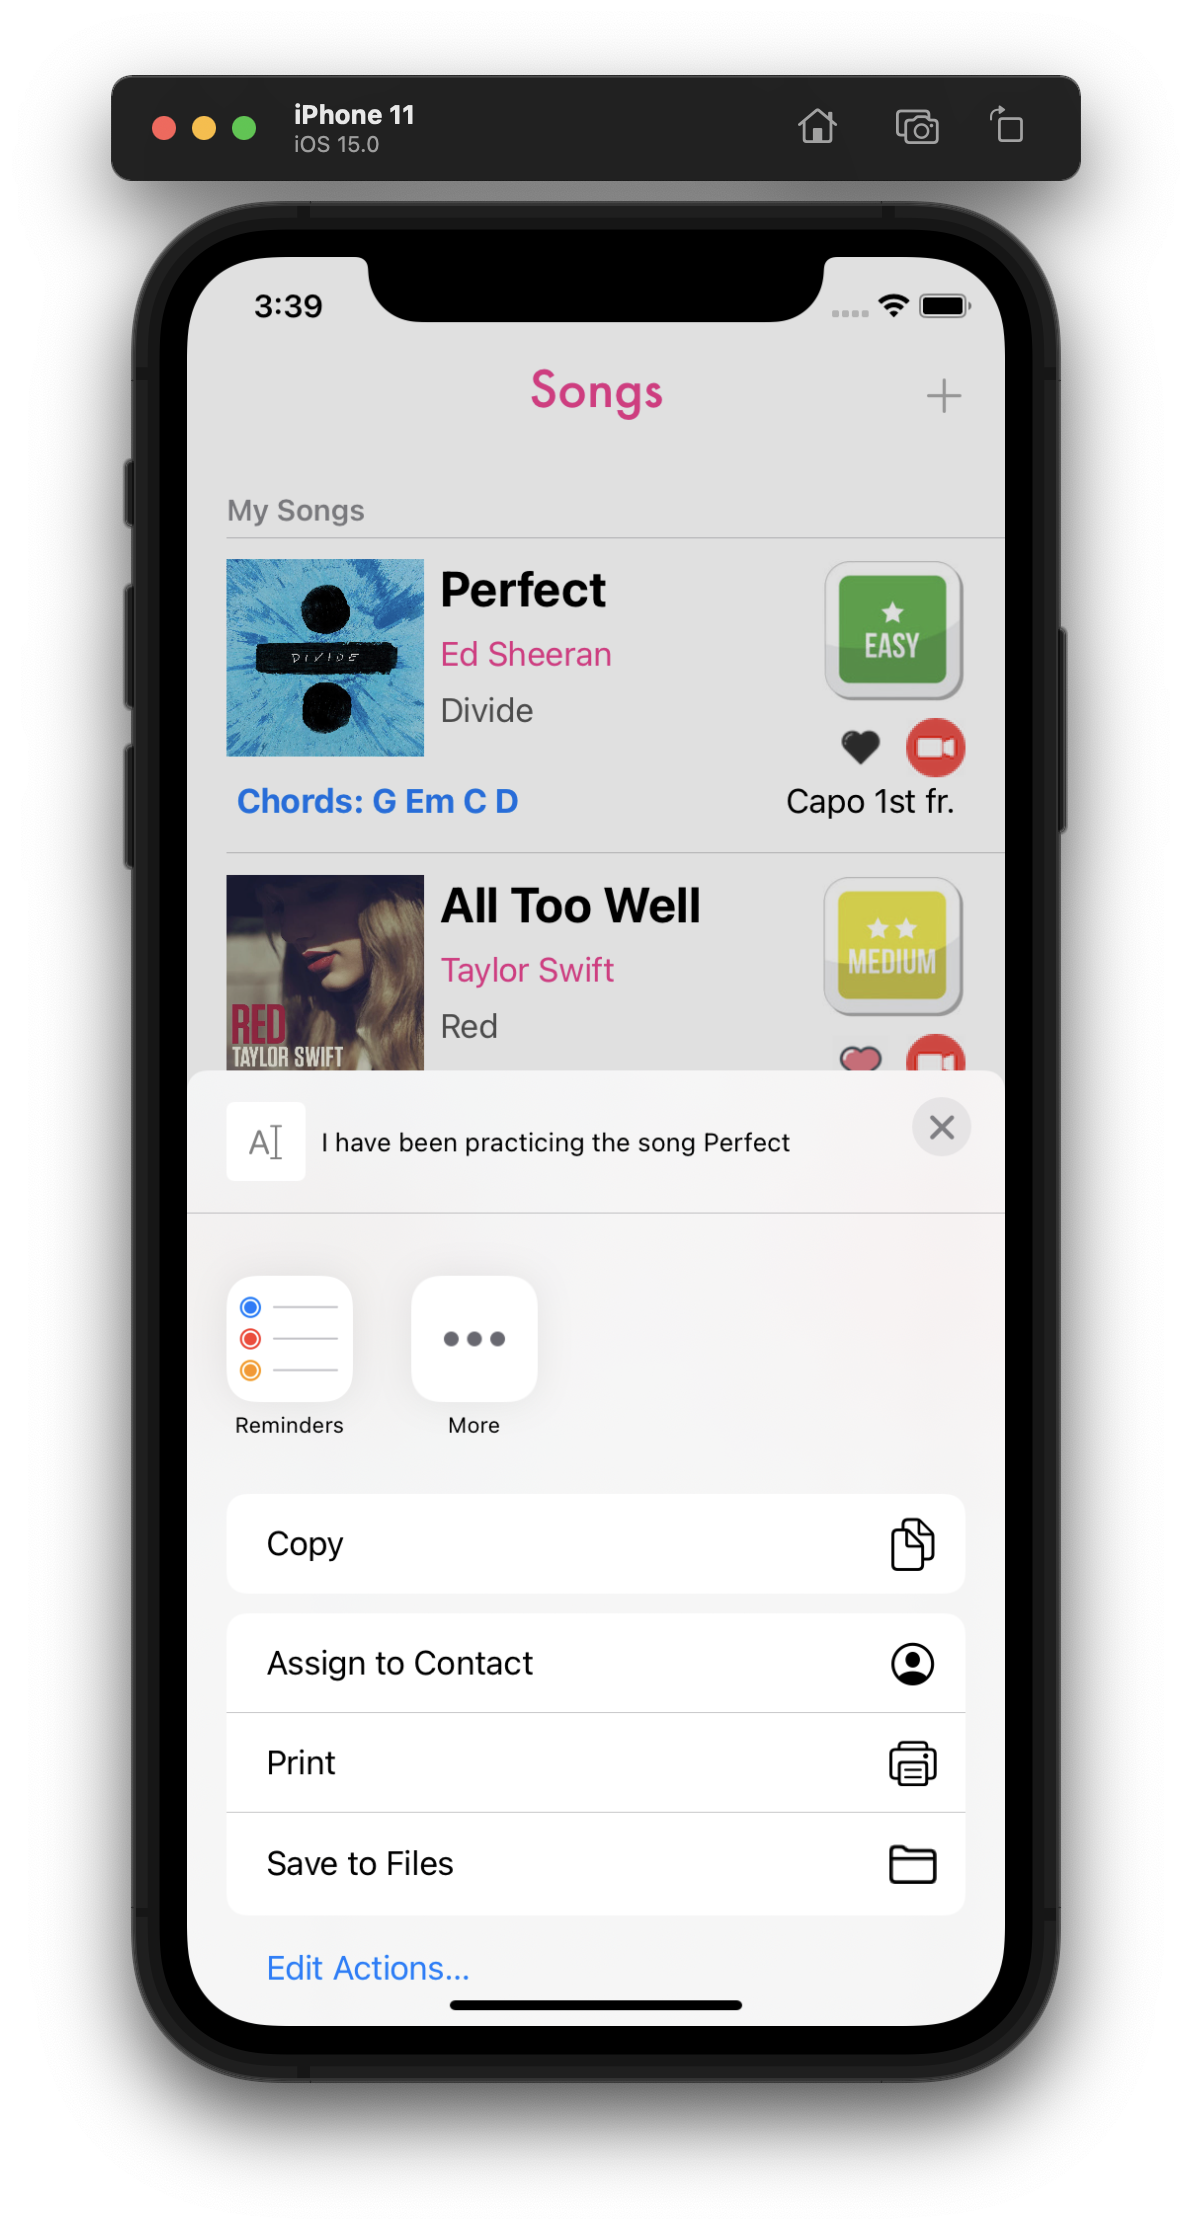 iPhone 11
iOS 15.0
3:39
Songs
My Songs
DIVIDE
Perfect
Ed Sheeran
Divide
EASY
Chords: G Em C D
Capo 1st fr.
RED
TAYLOR SWIFT
All Too Well
Taylor Swift
Red
MEDIUM
A
I have been practicing the song Perfect
Reminders
More
Copy
Assign to Contact
Print
Save to Files
Edit Actions...